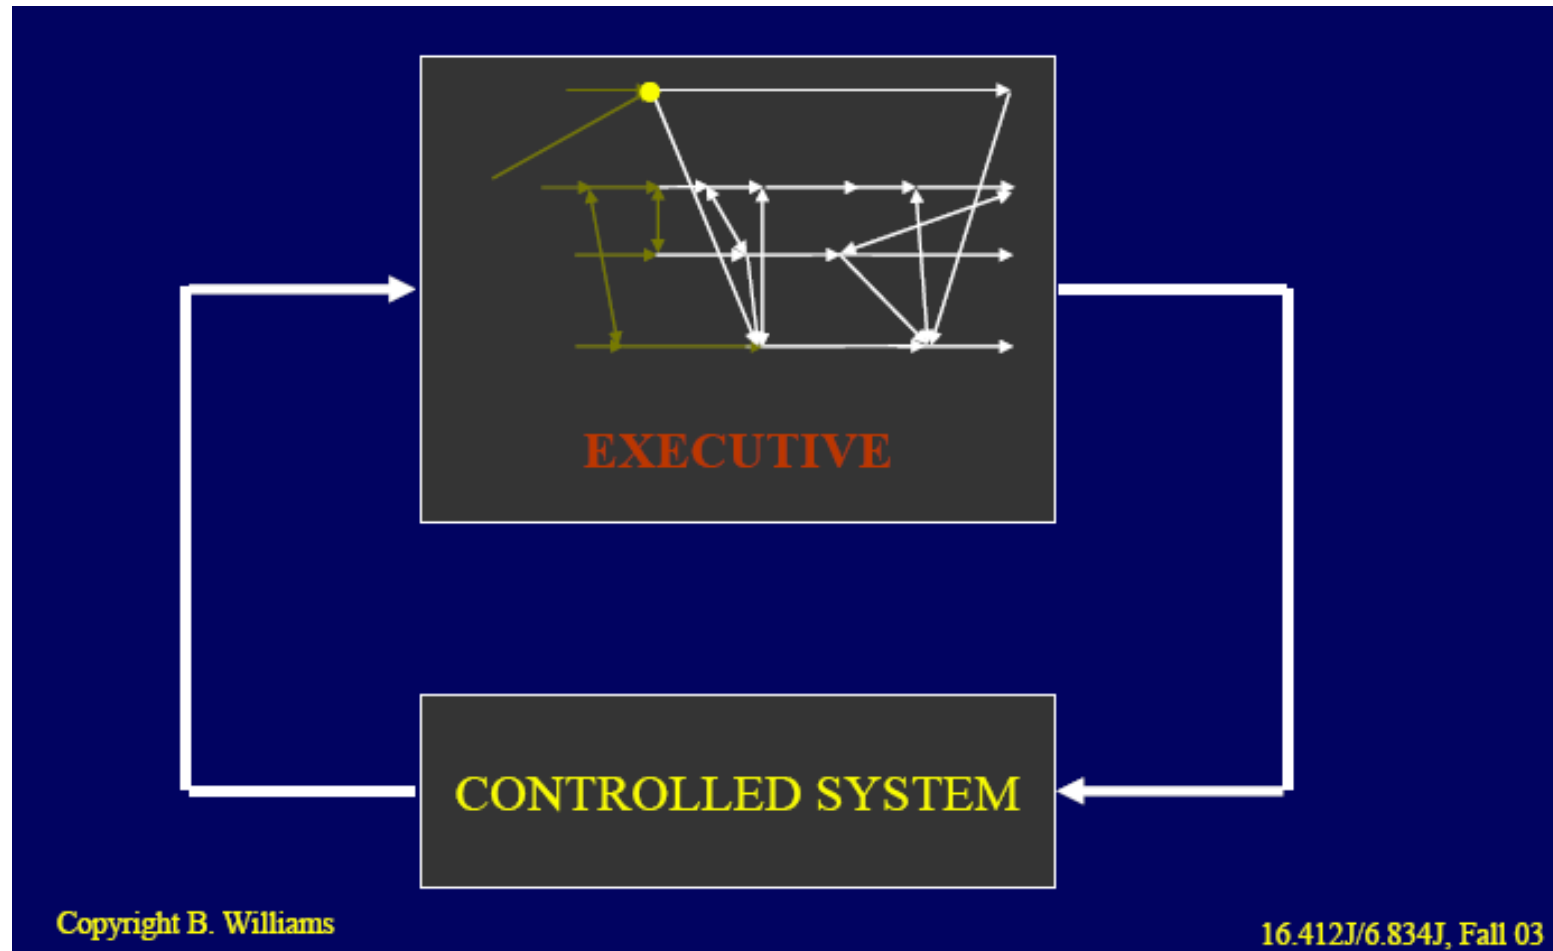 EXECUTIVE
CONTROLLED SYSTEM
Copyright B. Williams
16.412J/6.834J, Fall 03